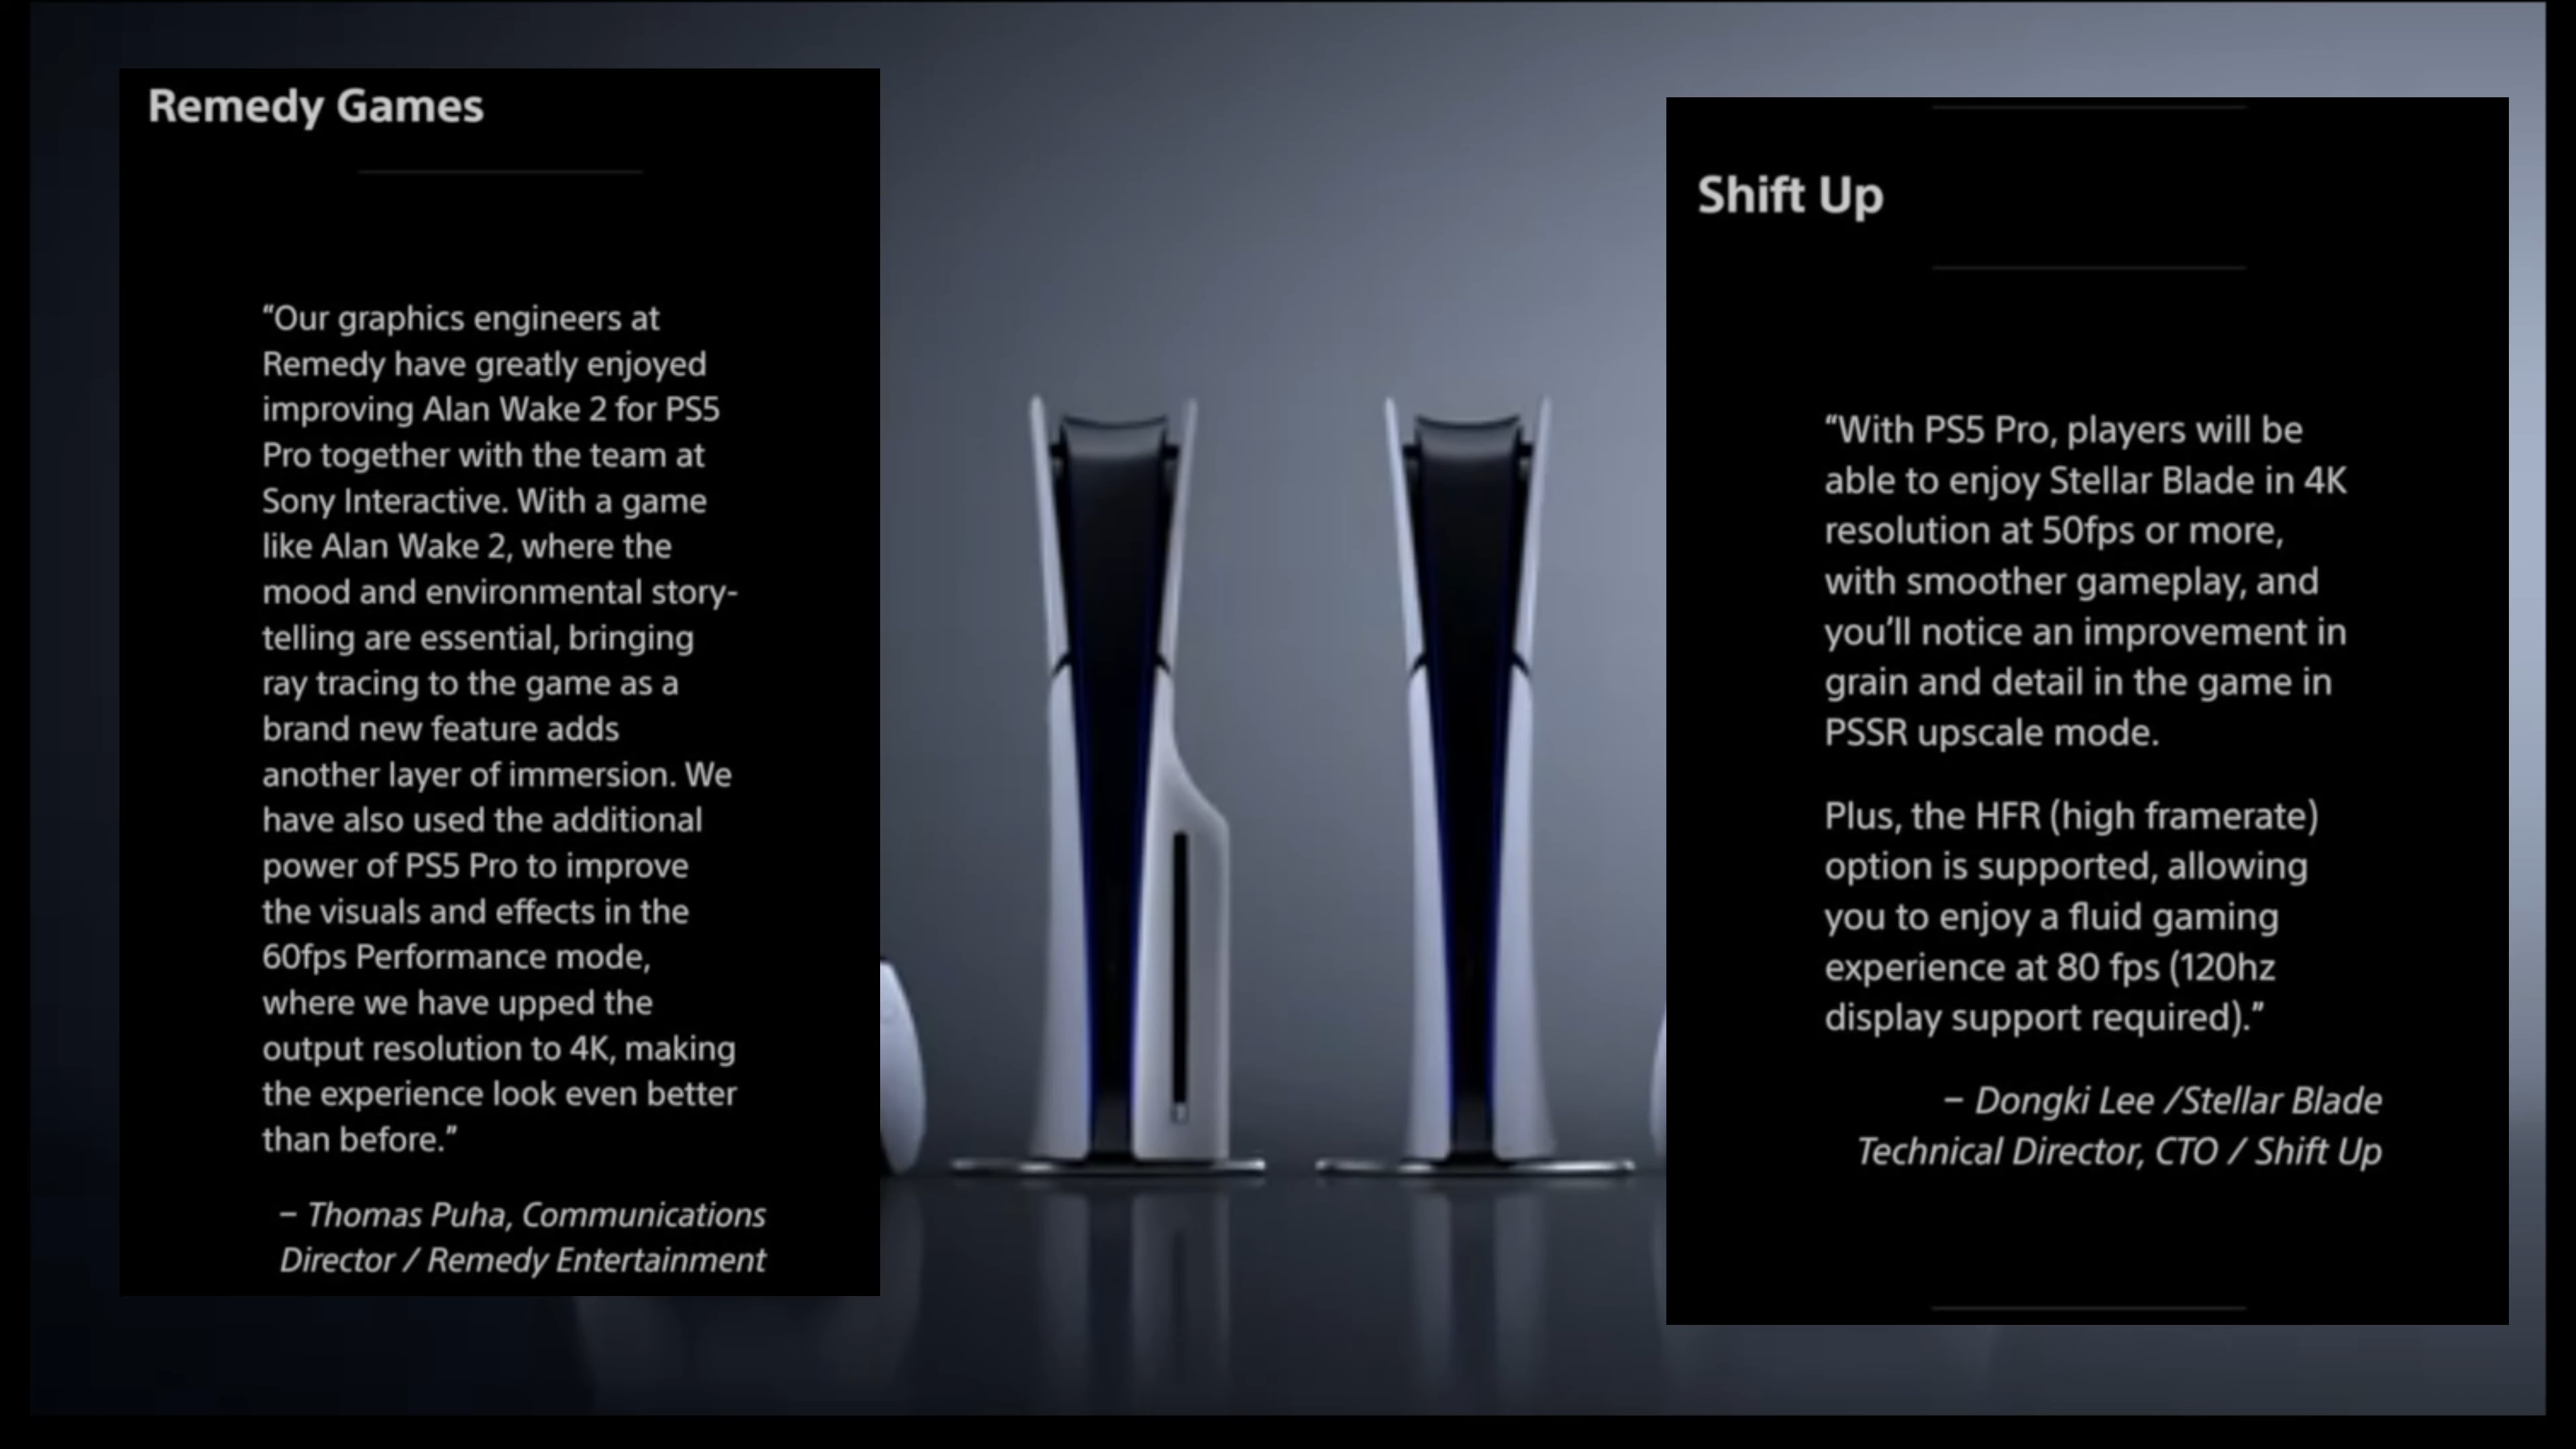 Remedy Games
“Our graphics engineers at
Remedy have greatly enjoyed
improving Alan Wake 2 for PS5
Pro together with the team at
Sony Interactive. With a game
like Alan Wake 2, where the
mood and environmental story-
telling are essential, bringing
ray tracing to the game as a
brand new feature adds
another layer of immersion. We
have also used the additional
power of PS5 Pro to improve
the visuals and effects in the
60fps Performance mode,
where we have upped the
output resolution to 4K, making
the experience look even better
than before.”
– Thomas Puha, Communications
Director / Remedy Entertainment
Shift Up
“With PS5 Pro, players will be
able to enjoy Stellar Blade in 4K
resolution at 50fps or more,
with smoother gameplay, and
you’ll notice an improvement in
grain and detail in the game in
PSSR upscale mode.
Plus, the HFR (high framerate)
option is supported, allowing
you to enjoy a fluid gaming
experience at 80 fps (120hz
display support required).”
– Dongki Lee /Stellar Blade
Technical Director, CTO / Shift Up